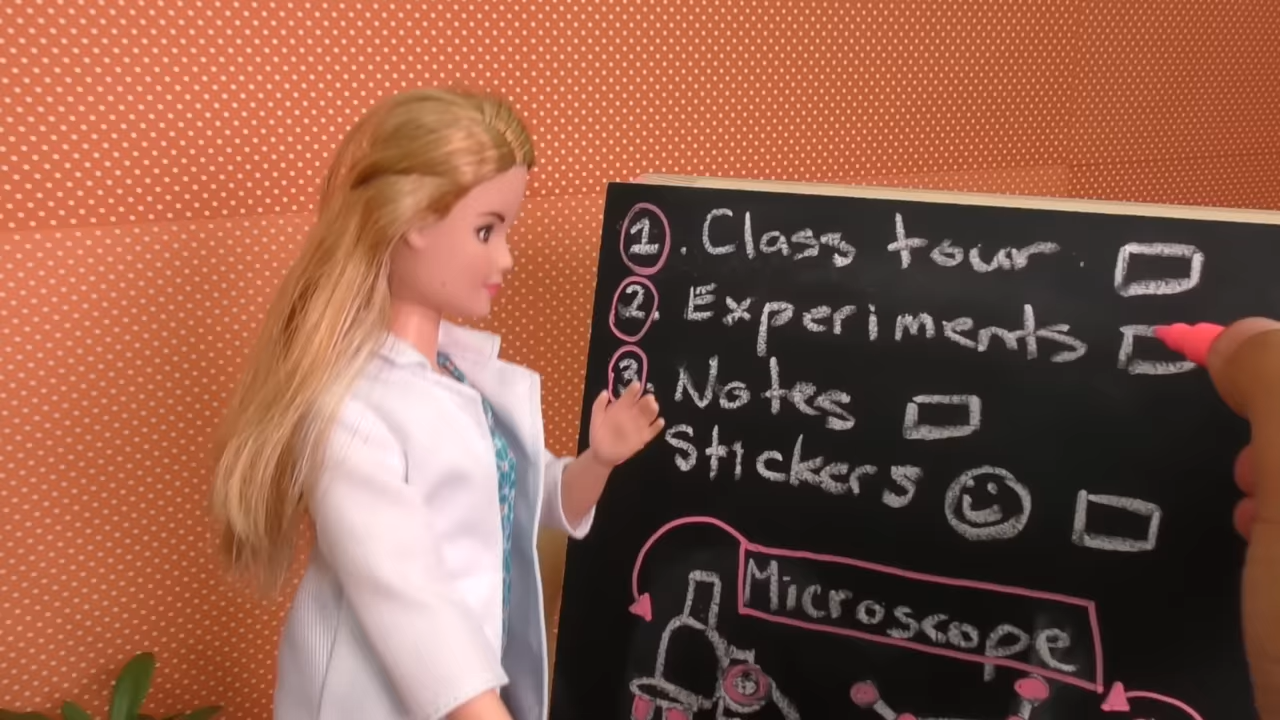 1. Class tour.
2. Experiments
3. Notes
Stickers
Microscope